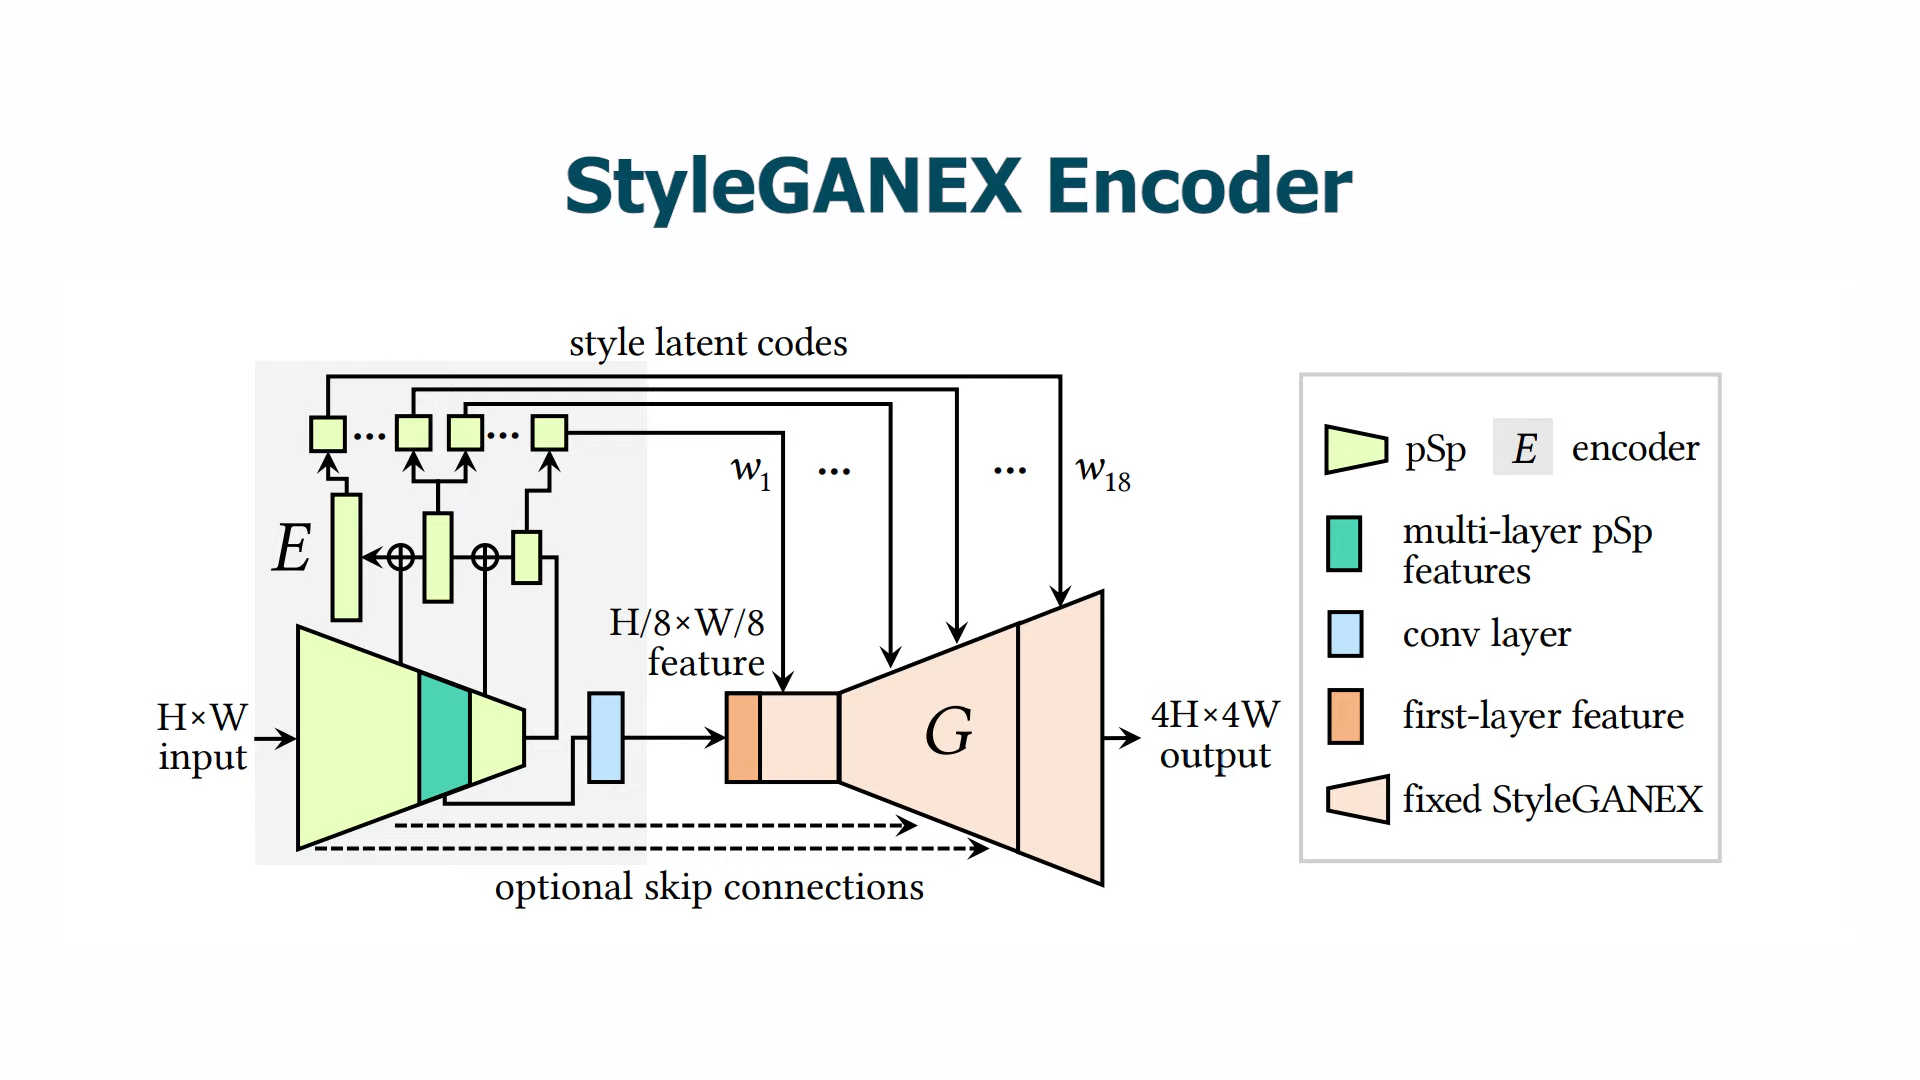 StyleGANEX Encoder
style latent codes
w1 ... ... w18
E
H/8×W/8
feature
H×W
input
G
4H×4W
output
optional skip connections
pSp E encoder
multi-layer pSp
features
conv layer
first-layer feature
fixed StyleGANEX